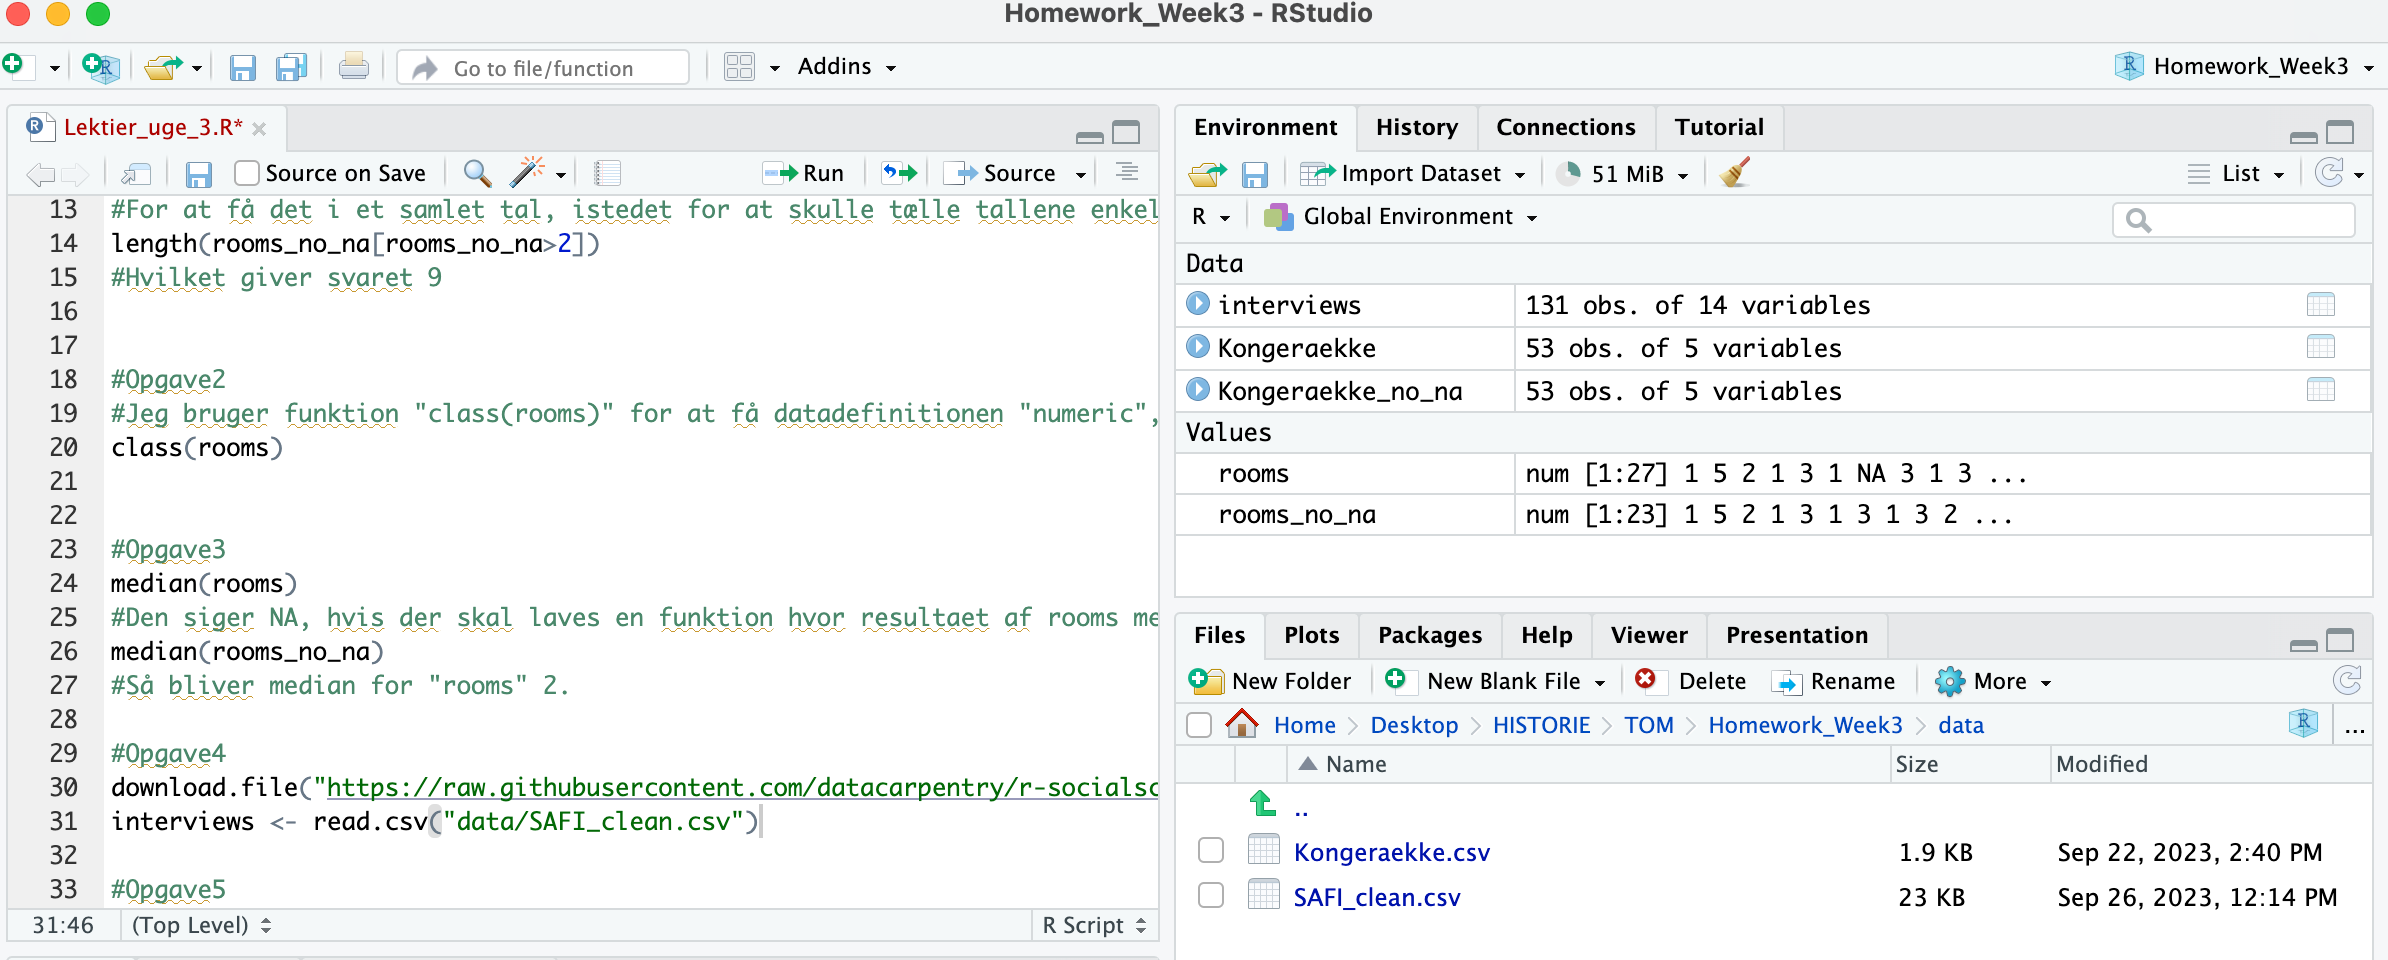 Homework_Week3 - RStudio
Go to file/function
Addins
Homework_Week3
Lektier_uge_3.R*
Source on Save
Run
Source
13 #For at få det i et samlet tal, istedet for at skulle tælle tallene enkel
14 length(rooms_no_na[rooms_no_na>2])
15 #Hvilket giver svaret 9
16
17
18 #Opgave2
19 #Jeg bruger funktion "class(rooms)" for at få datadefinitionen "numeric",
20 class(rooms)
21
22
23 #Opgave3
24 median(rooms)
25 #Den siger NA, hvis der skal laves en funktion hvor resultaet af rooms me
26 median(rooms_no_na)
27 #Så bliver median for "rooms" 2.
28
29 #Opgave4
30 download.file("https://raw.githubusercontent.com/datacarpentry/r-socialsc
31 interviews <- read.csv("data/SAFI_clean.csv")
32
33 #Opgave5
31:46 (Top Level) R Script
Environment History Connections Tutorial
Import Dataset 51 MiB List
R Global Environment
Data
interviews 131 obs. of 14 variables
Kongeraekke 53 obs. of 5 variables
Kongeraekke_no_na 53 obs. of 5 variables
Values
rooms num [1:27] 1 5 2 1 3 1 NA 3 1 3 ...
rooms_no_na num [1:23] 1 5 2 1 3 1 3 1 3 2 ...
Files Plots Packages Help Viewer Presentation
New Folder New Blank File Delete Rename More
Home > Desktop > HISTORIE > TOM > Homework_Week3 > data ...
Name Size Modified
..
Kongeraekke.csv 1.9 KB Sep 22, 2023, 2:40 PM
SAFI_clean.csv 23 KB Sep 26, 2023, 12:14 PM